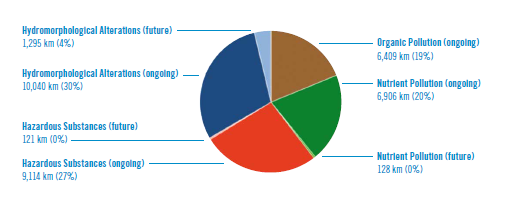 Hydromorphological Alterations (future)
1,295 km (4%)
Hydromorphological Alterations (ongoing)
10,040 km (30%)
Hazardous Substances (future)
121 km (0%)
Hazardous Substances (ongoing)
9,114 km (27%)
Organic Pollution (ongoing)
6,409 km (19%)
Nutrient Pollution (ongoing)
6,906 km (20%)
Nutrient Pollution (future)
128 km (0%)